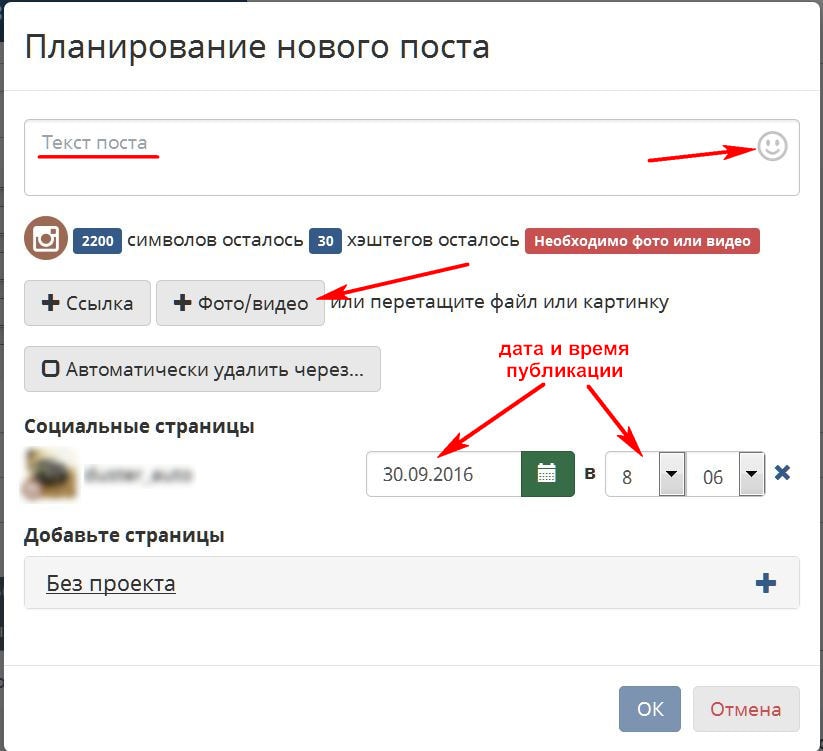 Планирование нового поста
Текст поста
2200 символов осталось 30 хэштегов осталось Необходимо фото или видео
Ссылка Фото/видео или перетащите файл или картинку
Автоматически удалить через...
дата и время
публикации
Социальные страницы
30.09.2016 в 8 06
Добавьте страницы
Без проекта
OK Отмена